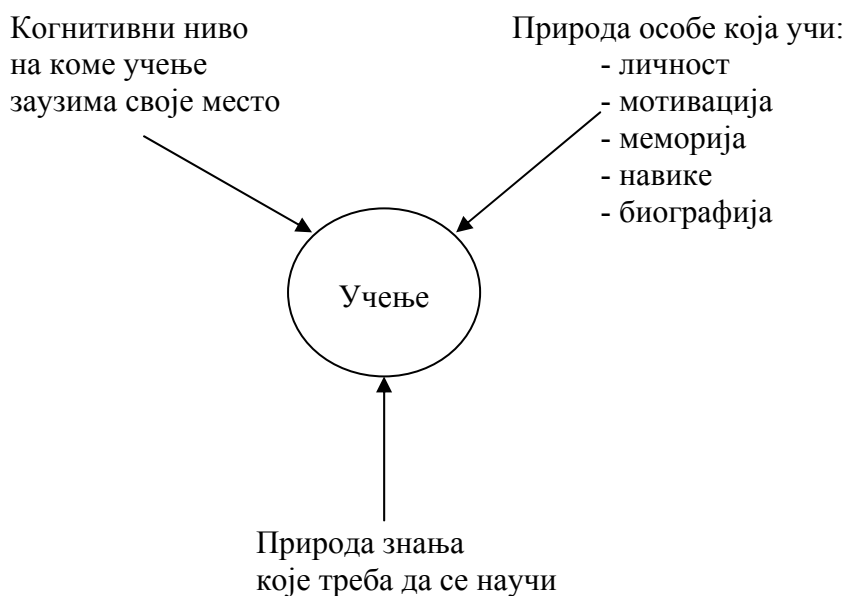 Когнитивни ниво
на коме учење
заузима своје место
Природа особе која учи:
- личност
- мотивација
- меморија
- навике
- биографија
Учење
Природа знања
које треба да се научи